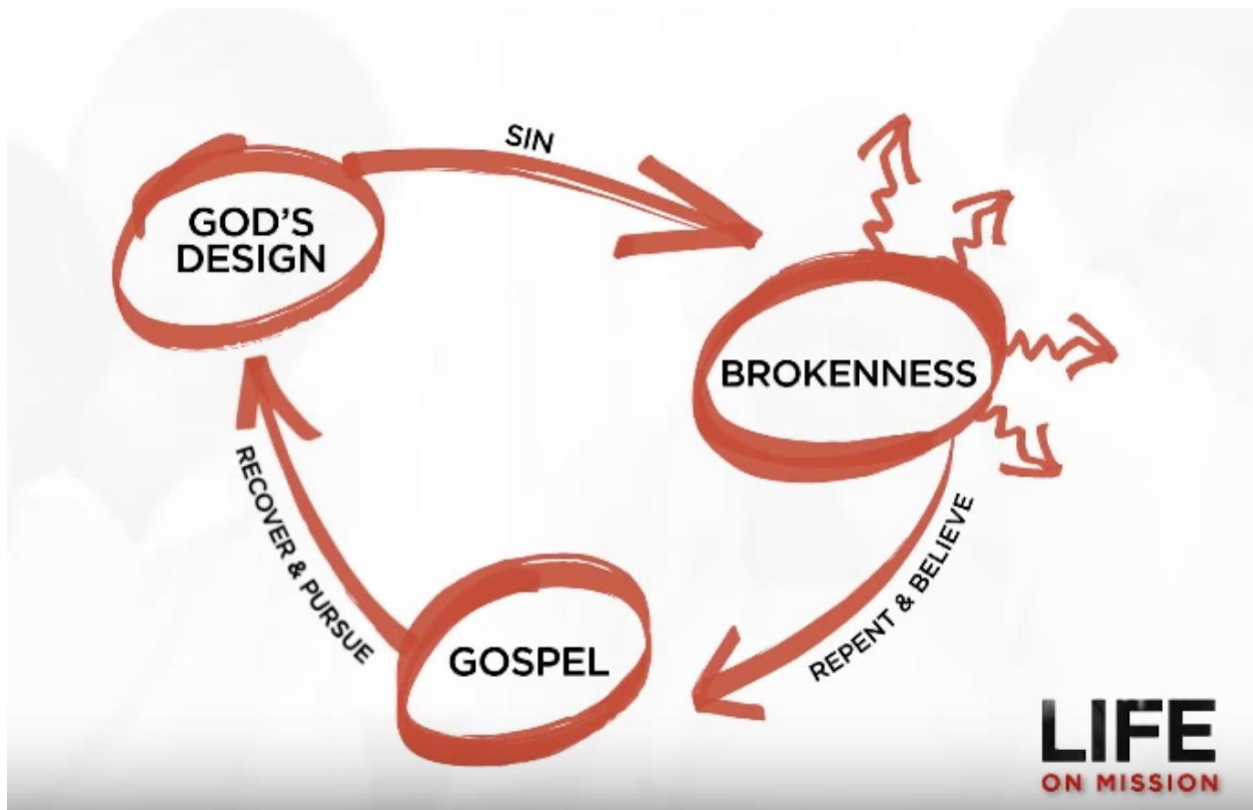 SIN
GOD'S
DESIGN
BROKENNESS
REPENT & BELIEVE
GOSPEL
RECOVER & PURSUE
LIFE
ON MISSION